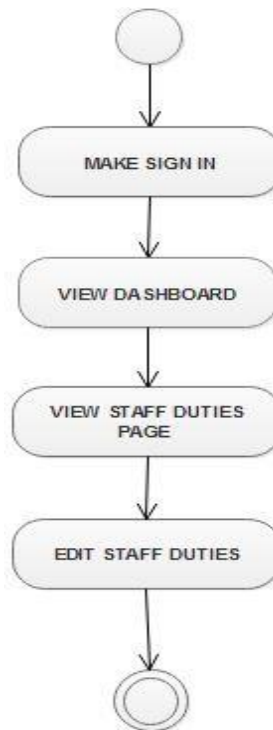 MAKE SIGN IN
VIEW DASHBOARD
VIEW STAFF DUTIES
PAGE
EDIT STAFF DUTIES